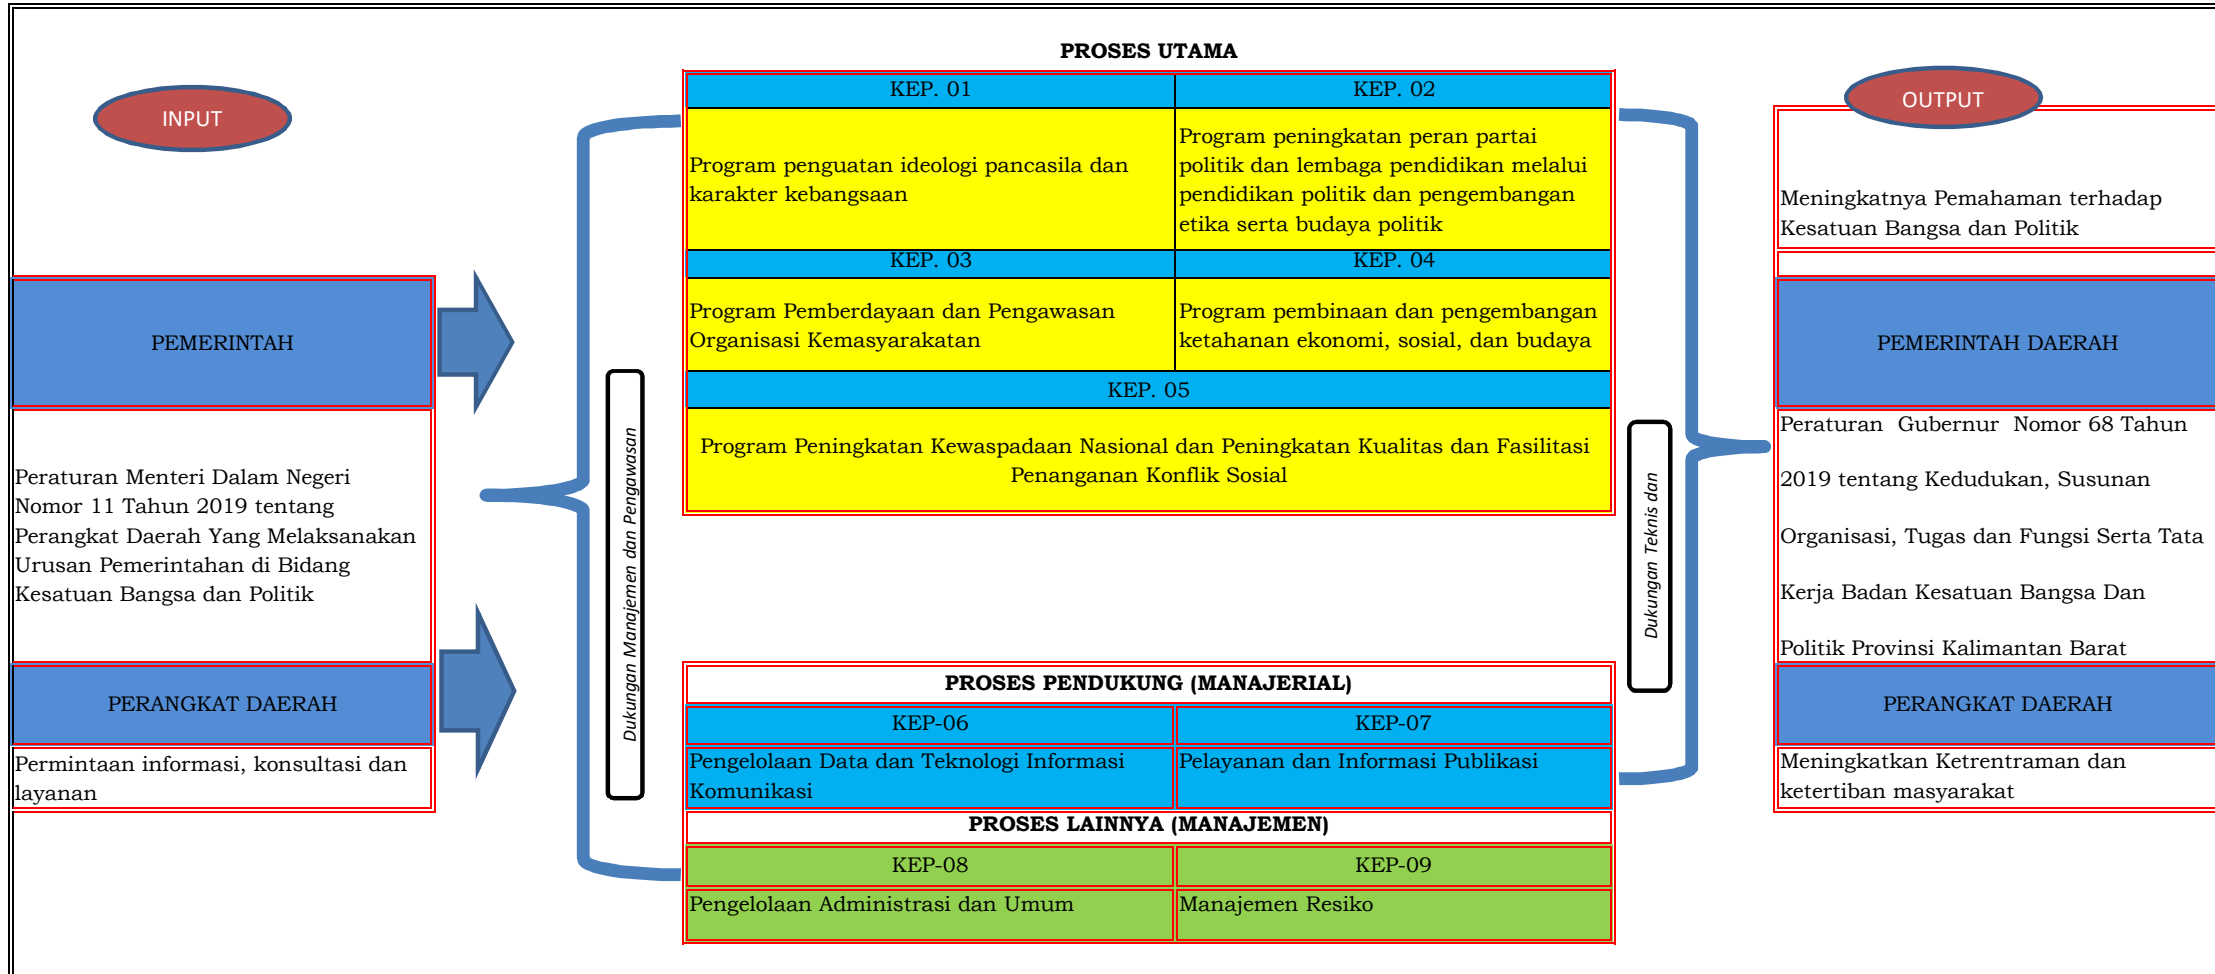 PROSES UTAMA
INPUT
OUTPUT
KEP. 01
KEP. 02
Program penguatan ideologi pancasila dan
karakter kebangsaan
Program peningkatan peran partai
politik dan lembaga pendidikan melalui
pendidikan politik dan pengembangan
etika serta budaya politik
KEP. 03
KEP. 04
Program Pemberdayaan dan Pengawasan
Organisasi Kemasyarakatan
Program pembinaan dan pengembangan
ketahanan ekonomi, sosial, dan budaya
KEP. 05
Program Peningkatan Kewaspadaan Nasional dan Peningkatan Kualitas dan Fasilitasi
Penanganan Konflik Sosial
PEMERINTAH
Peraturan Menteri Dalam Negeri
Nomor 11 Tahun 2019 tentang
Perangkat Daerah Yang Melaksanakan
Urusan Pemerintahan di Bidang
Kesatuan Bangsa dan Politik
PERANGKAT DAERAH
Permintaan informasi, konsultasi dan
layanan
Dukungan Manajemen dan Pengawasan
PROSES PENDUKUNG (MANAJERIAL)
KEP-06
KEP-07
Pengelolaan Data dan Teknologi Informasi
Komunikasi
Pelayanan dan Informasi Publikasi
PROSES LAINNYA (MANAJEMEN)
KEP-08
KEP-09
Pengelolaan Administrasi dan Umum
Manajemen Resiko
Dukungan Teknis dan
Meningkatnya Pemahaman terhadap
Kesatuan Bangsa dan Politik
PEMERINTAH DAERAH
Peraturan Gubernur Nomor 68 Tahun
2019 tentang Kedudukan, Susunan
Organisasi, Tugas dan Fungsi Serta Tata
Kerja Badan Kesatuan Bangsa Dan
Politik Provinsi Kalimantan Barat
PERANGKAT DAERAH
Meningkatkan Ketrentraman dan
ketertiban masyarakat